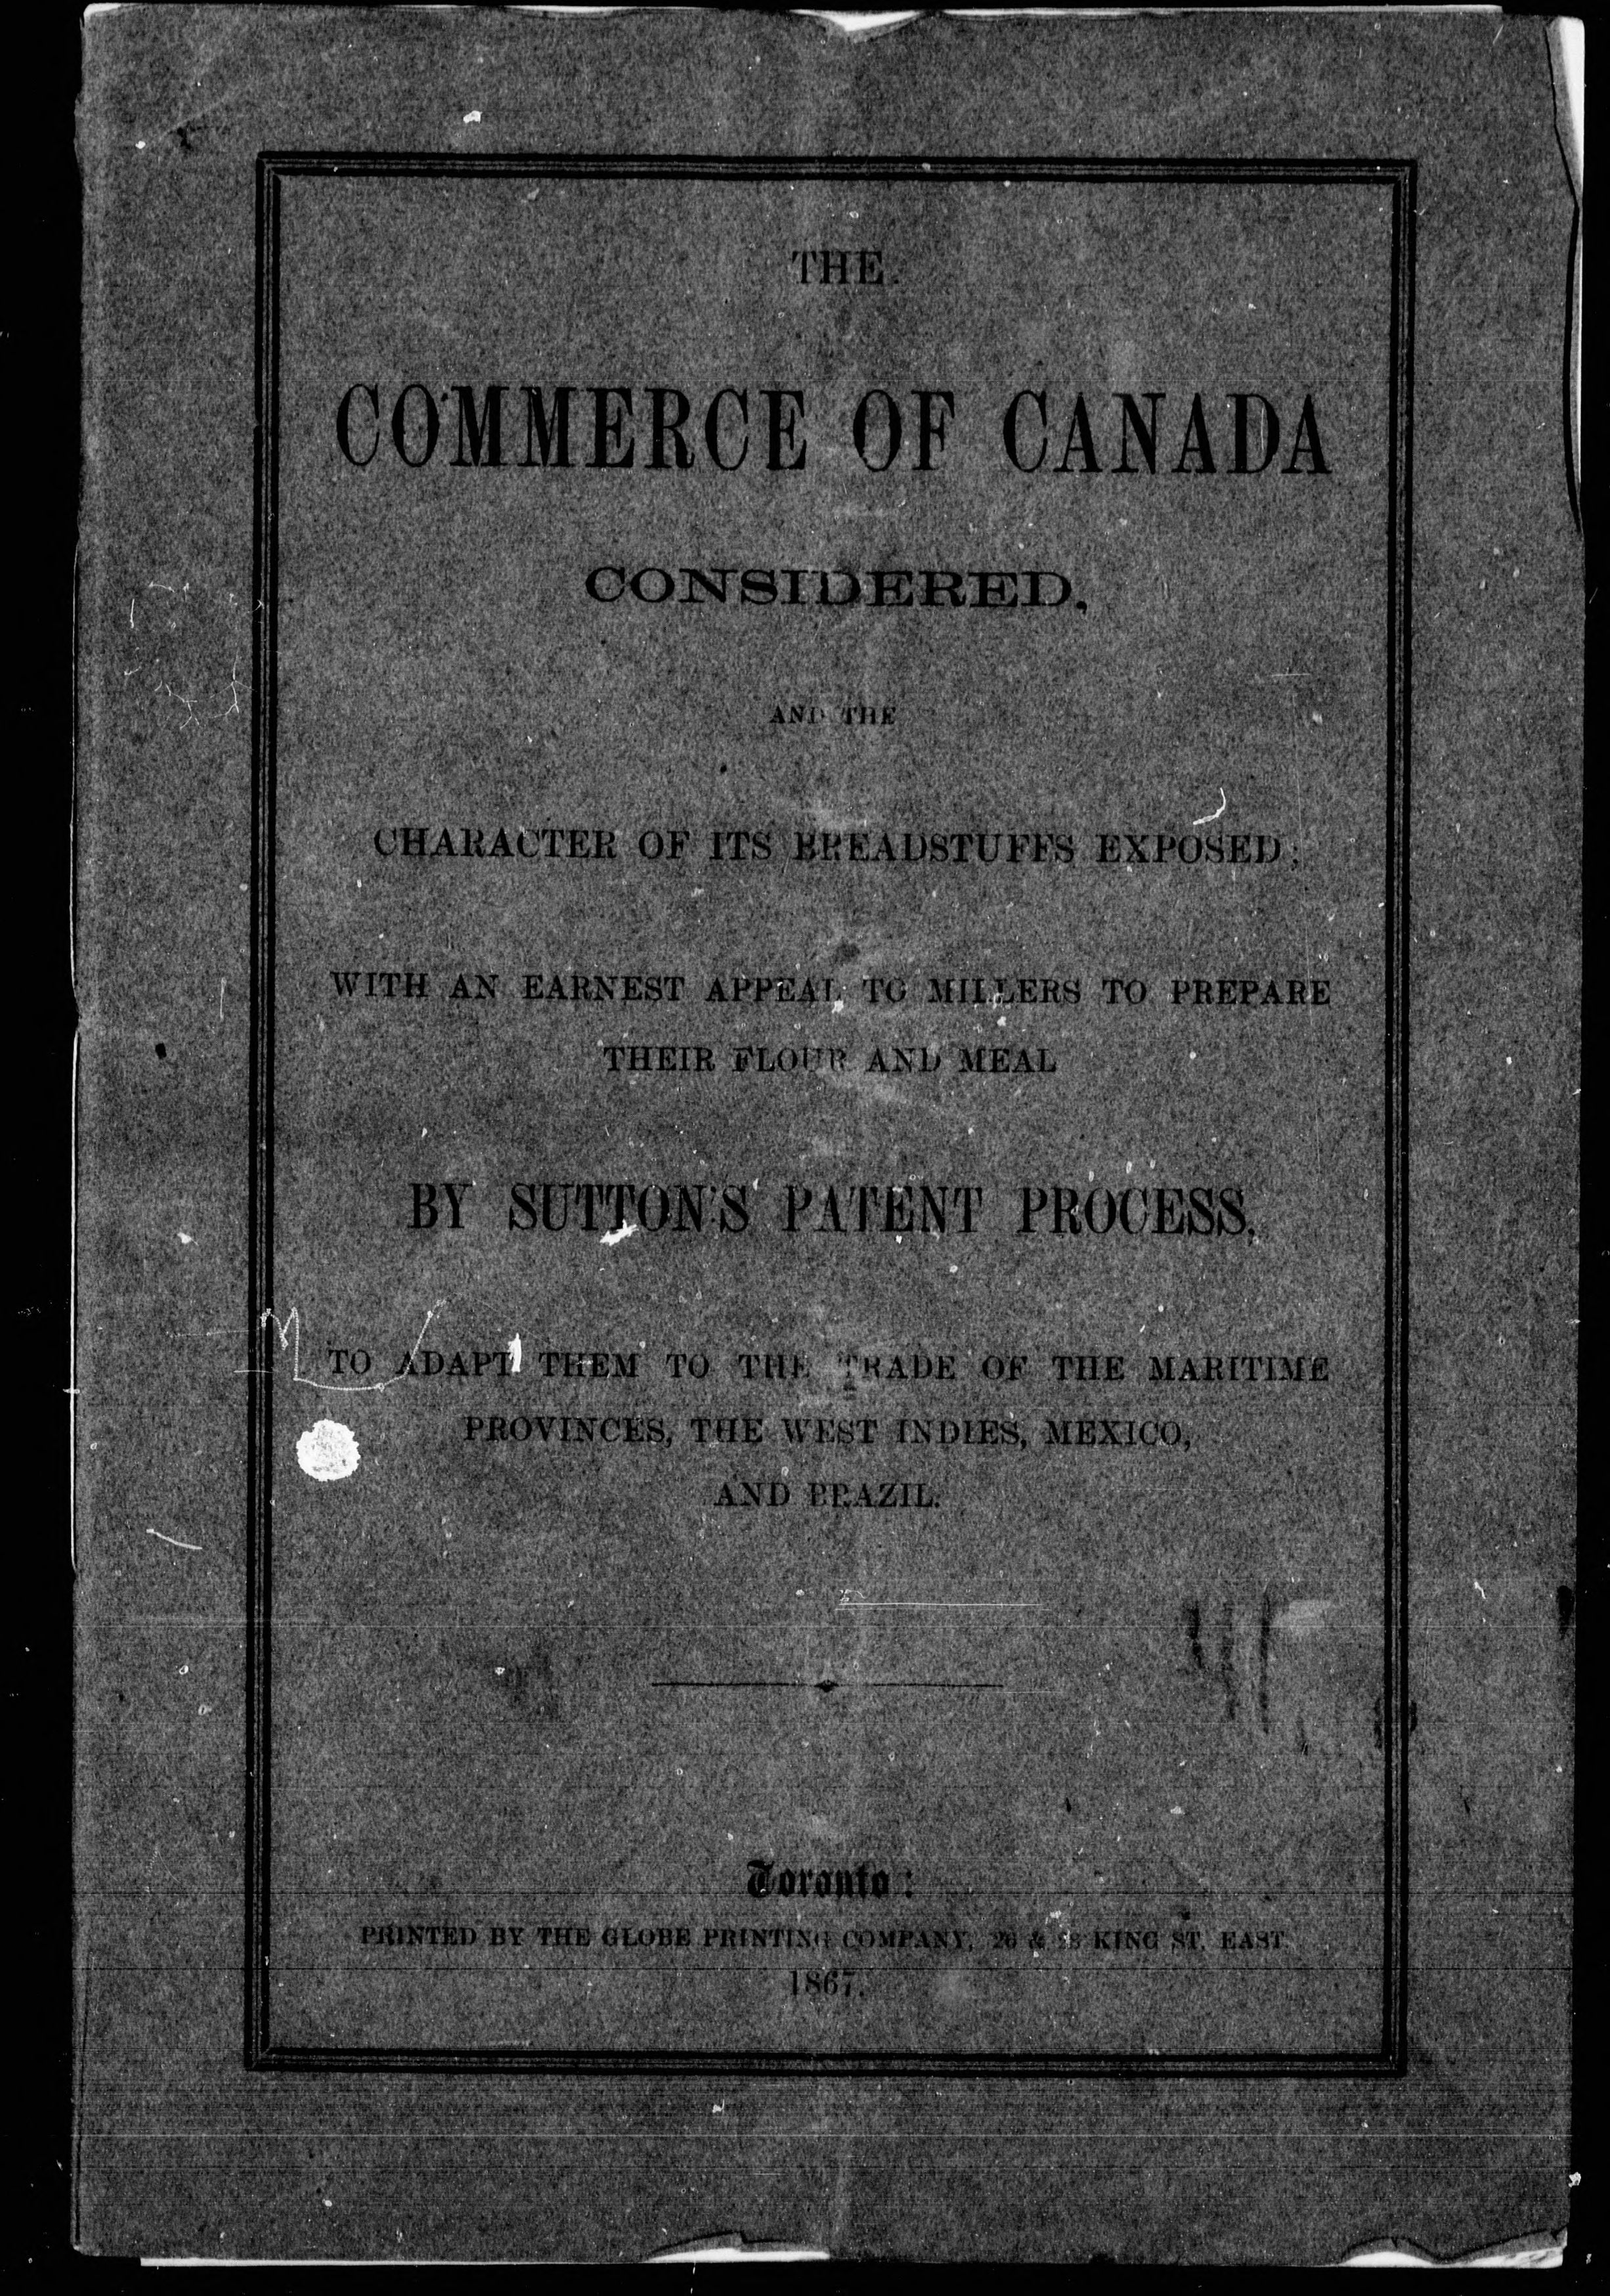 THE
COMMERCE OF CANADA
CONSIDERED,
AND THE
CHARACTER OF ITS BREADSTUFFS EXPOSED;
WITH AN EARNEST APPEAL TO MILLERS TO PREPARE
THEIR FLOUR AND MEAL
BY SUTTON'S PATENT PROCESS,
TO ADAPT THEM TO THE TRADE OF THE MARITIME
PROVINCES, THE WEST INDIES, MEXICO,
AND BRAZIL.
Toronto:
PRINTED BY THE GLOBE PRINTING COMPANY, 26 & 28 KING ST. EAST.
1867.